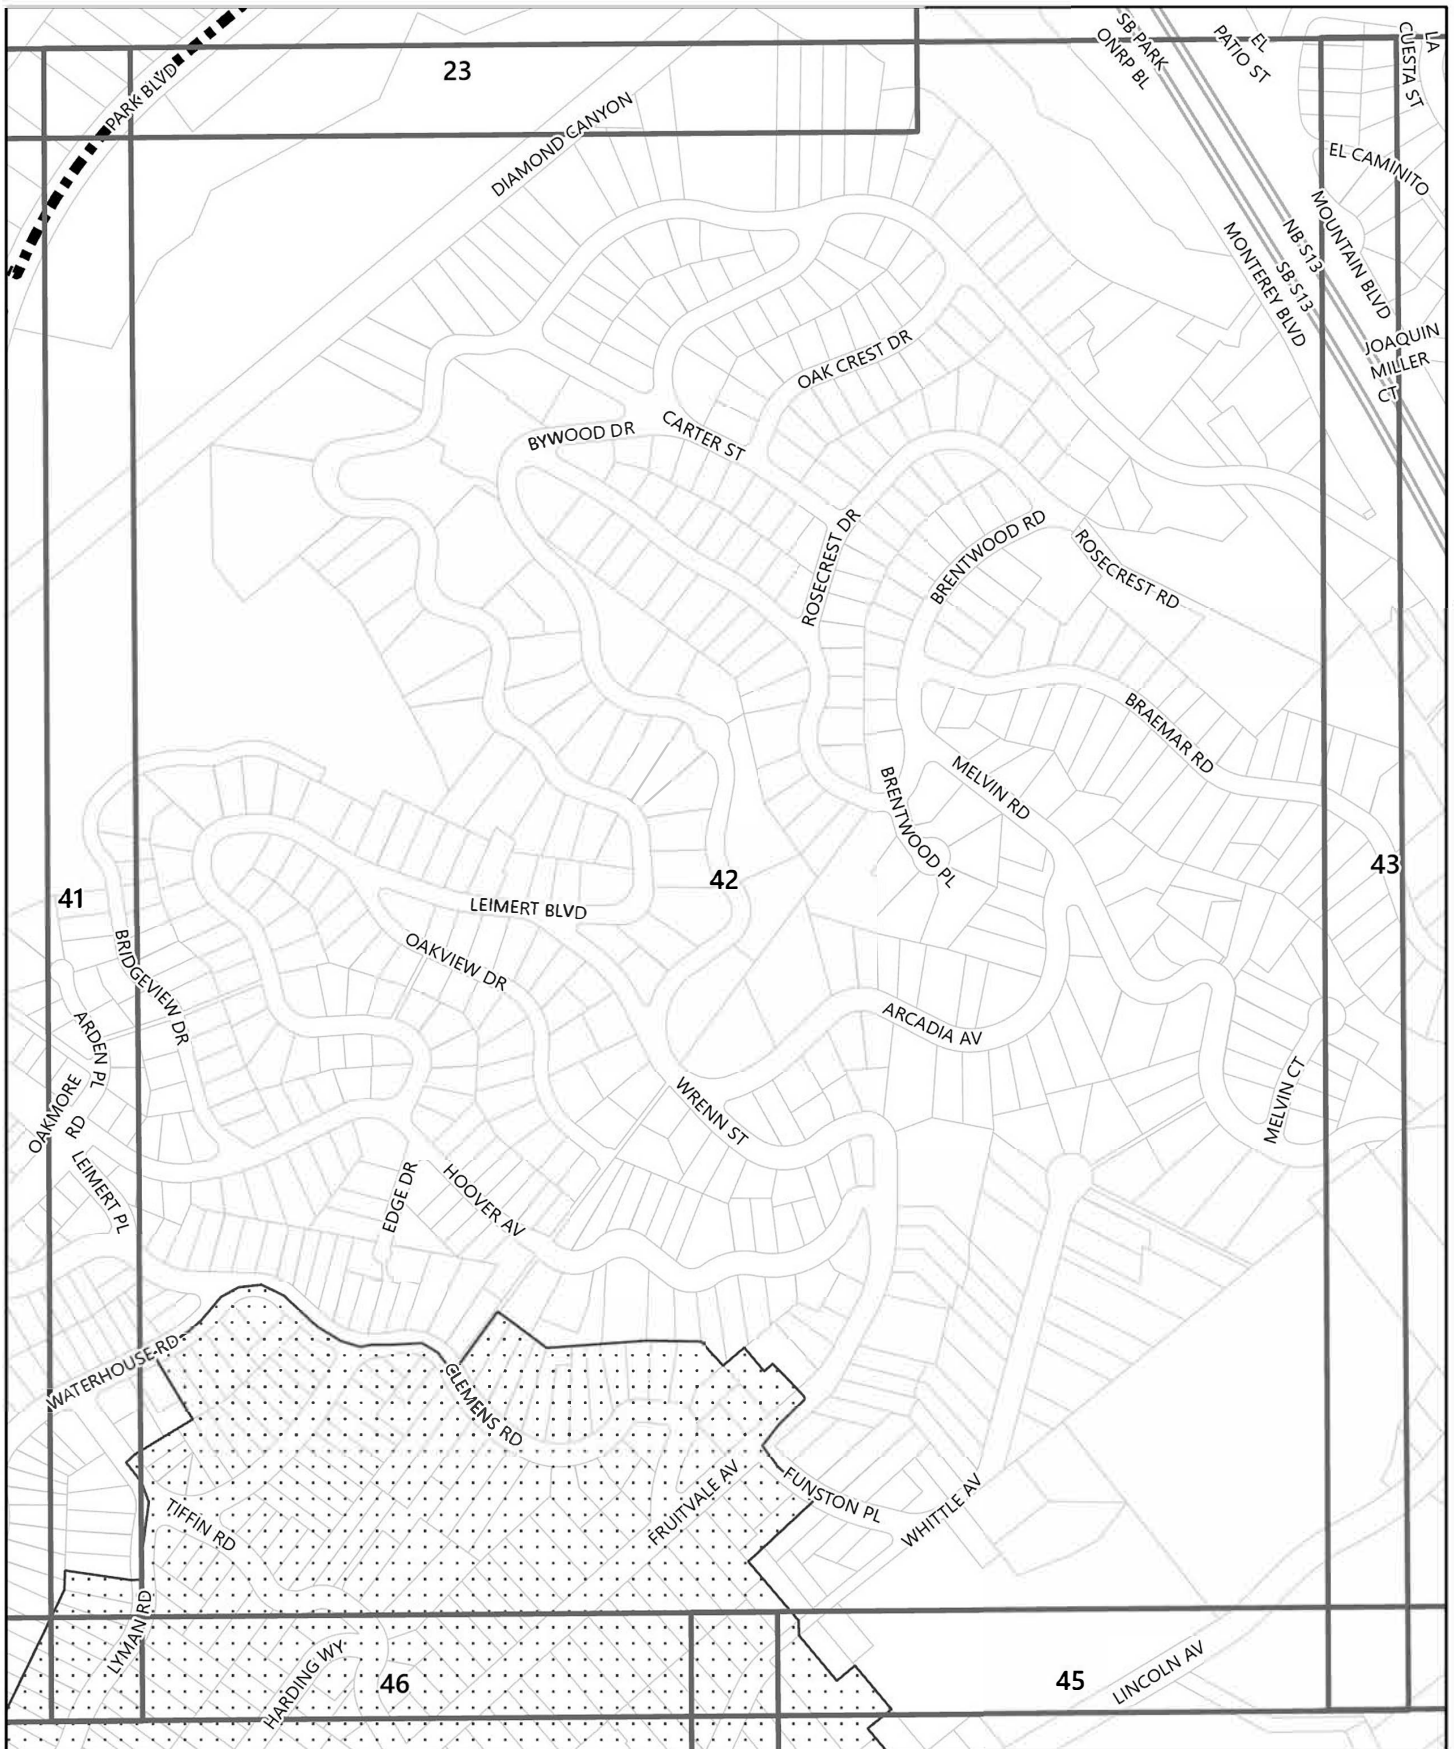 SB PARK
ONRP BL
EL
PATIO ST
LA
CUESTA ST
23
PARK BLVD
DIAMOND CANYON
EL CAMINITO
MOUNTAIN BLVD
NB S13
SB S13
MONTEREY BLVD
JOAQUIN
MILLER
CT
OAK CREST DR
BYWOOD DR
CARTER ST
ROSECREST DR
BRENTWOOD RD
ROSECREST RD
BRAEMAR RD
MELVIN RD
BRENTWOOD PL
43
42
41
LEIMERT BLVD
OAKVIEW DR
BRIDGEVIEW DR
ARCADIA AV
ARDEN PL
OAKMORE
RD
MELVIN CT
WRENN ST
LEIMERT PL
EDGE DR
HOOVER AV
WATERHOUSE RD
CLEMENS RD
FRUITVALE AV
FUNSTON PL
WHITTLE AV
TIFFIN RD
LYMAN RD
HARDING WY
46
45
LINCOLN AV